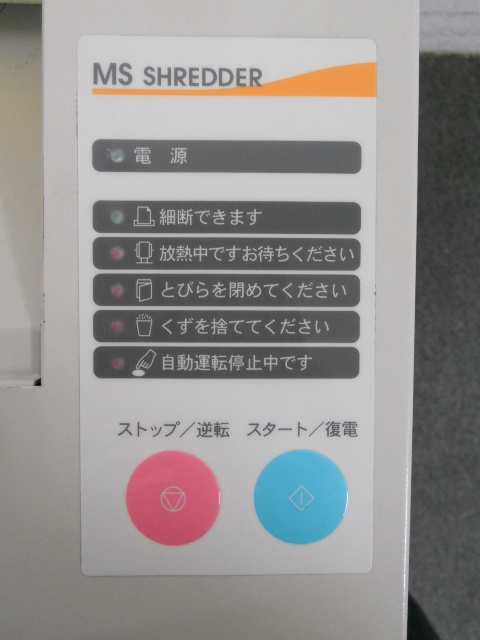 MS SHREDDER
電 源
細断できます
放熱中ですお待ちください
とびらを閉めてください
くずを捨ててください
自動運転停止中です
ストップ／逆転 スタート／復電